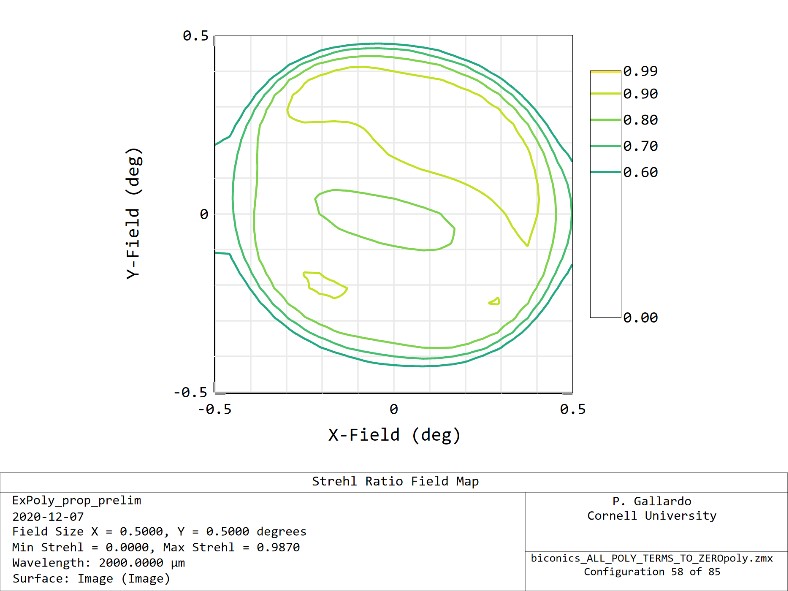 0.5
0
-0.5
Y-Field (deg)
-0.5
0
0.5
X-Field (deg)
0.99
0.90
0.80
0.70
0.60
0.00
Strehl Ratio Field Map
ExPoly_prop_prelim
2020-12-07
Field Size X = 0.5000, Y = 0.5000 degrees
Min Strehl = 0.0000, Max Strehl = 0.9870
Wavelength: 2000.0000 µm
Surface: Image (Image)
P. Gallardo
Cornell University
biconics_ALL_POLY_TERMS_TO_ZEROpoly.zmx
Configuration 58 of 85